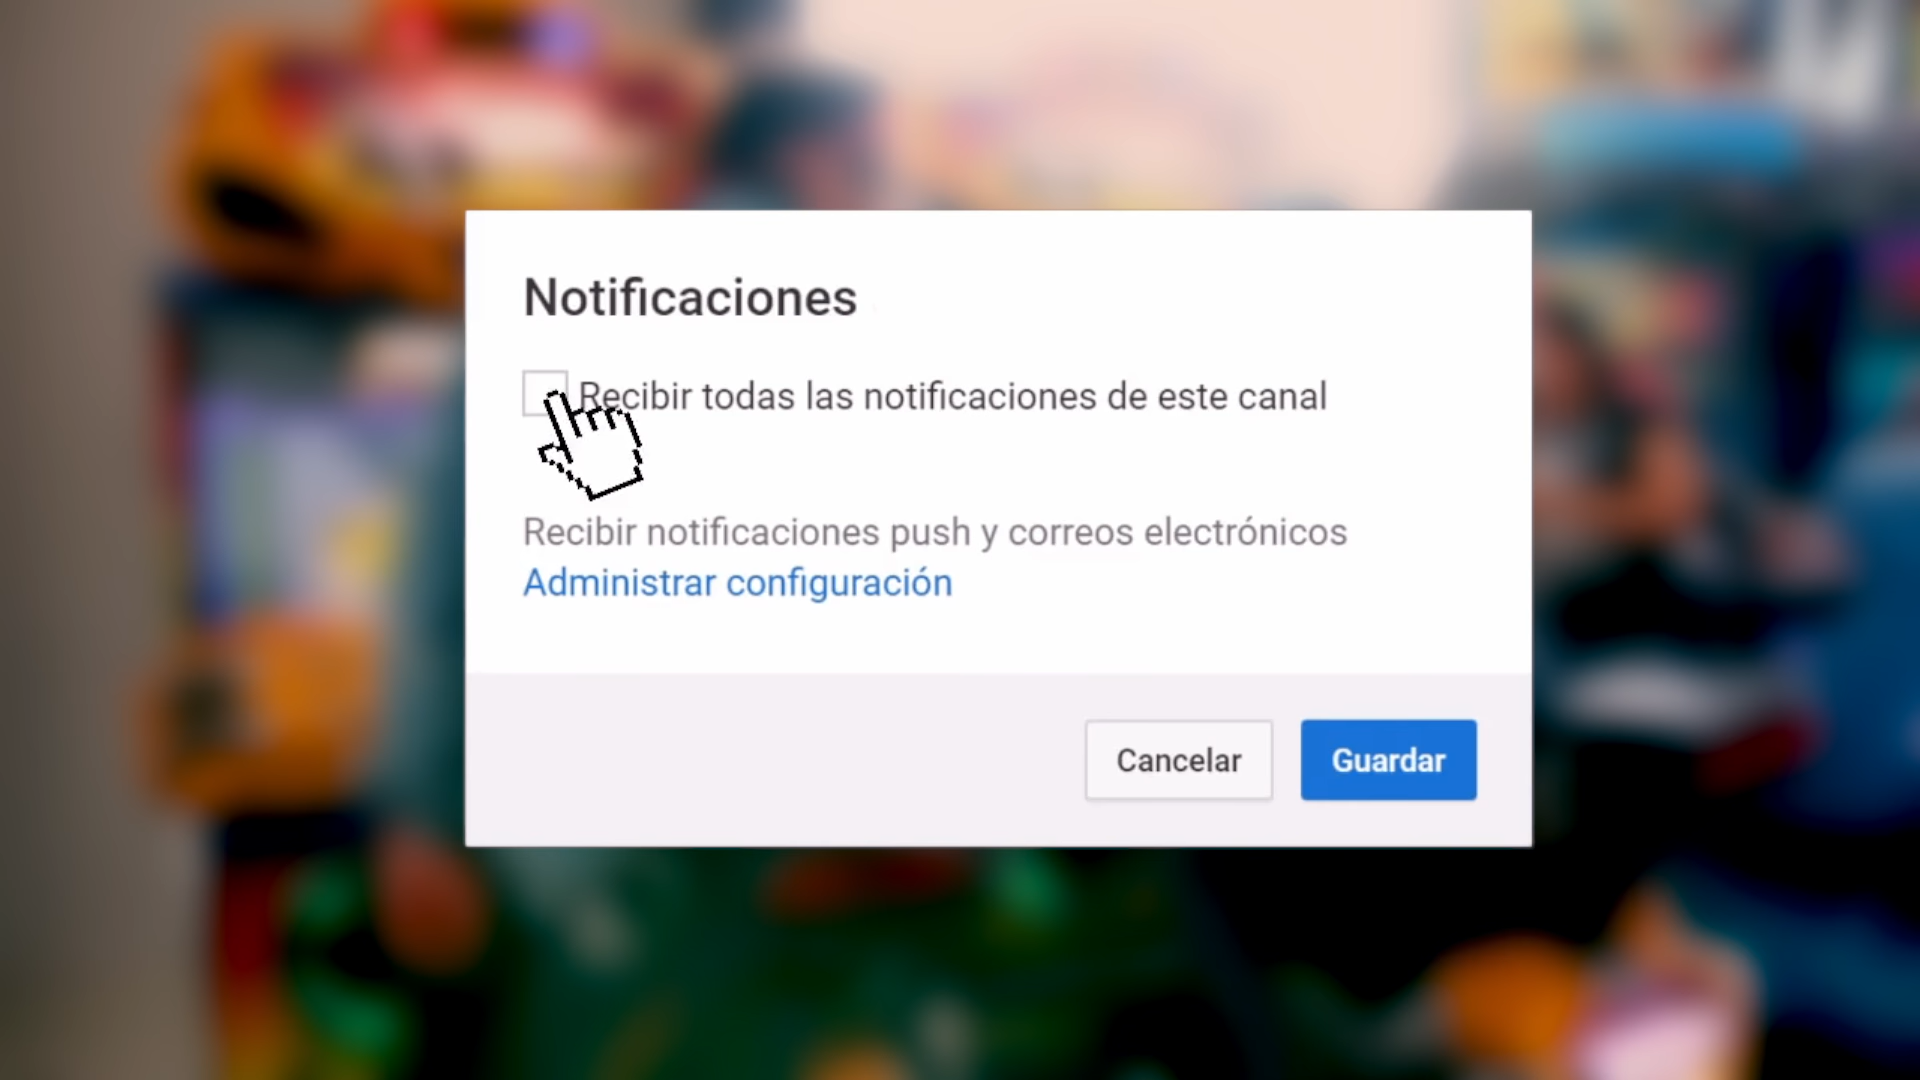 Notificaciones
Recibir todas las notificaciones de este canal
Recibir notificaciones push y correos electrónicos
Administrar configuración
Cancelar
Guardar